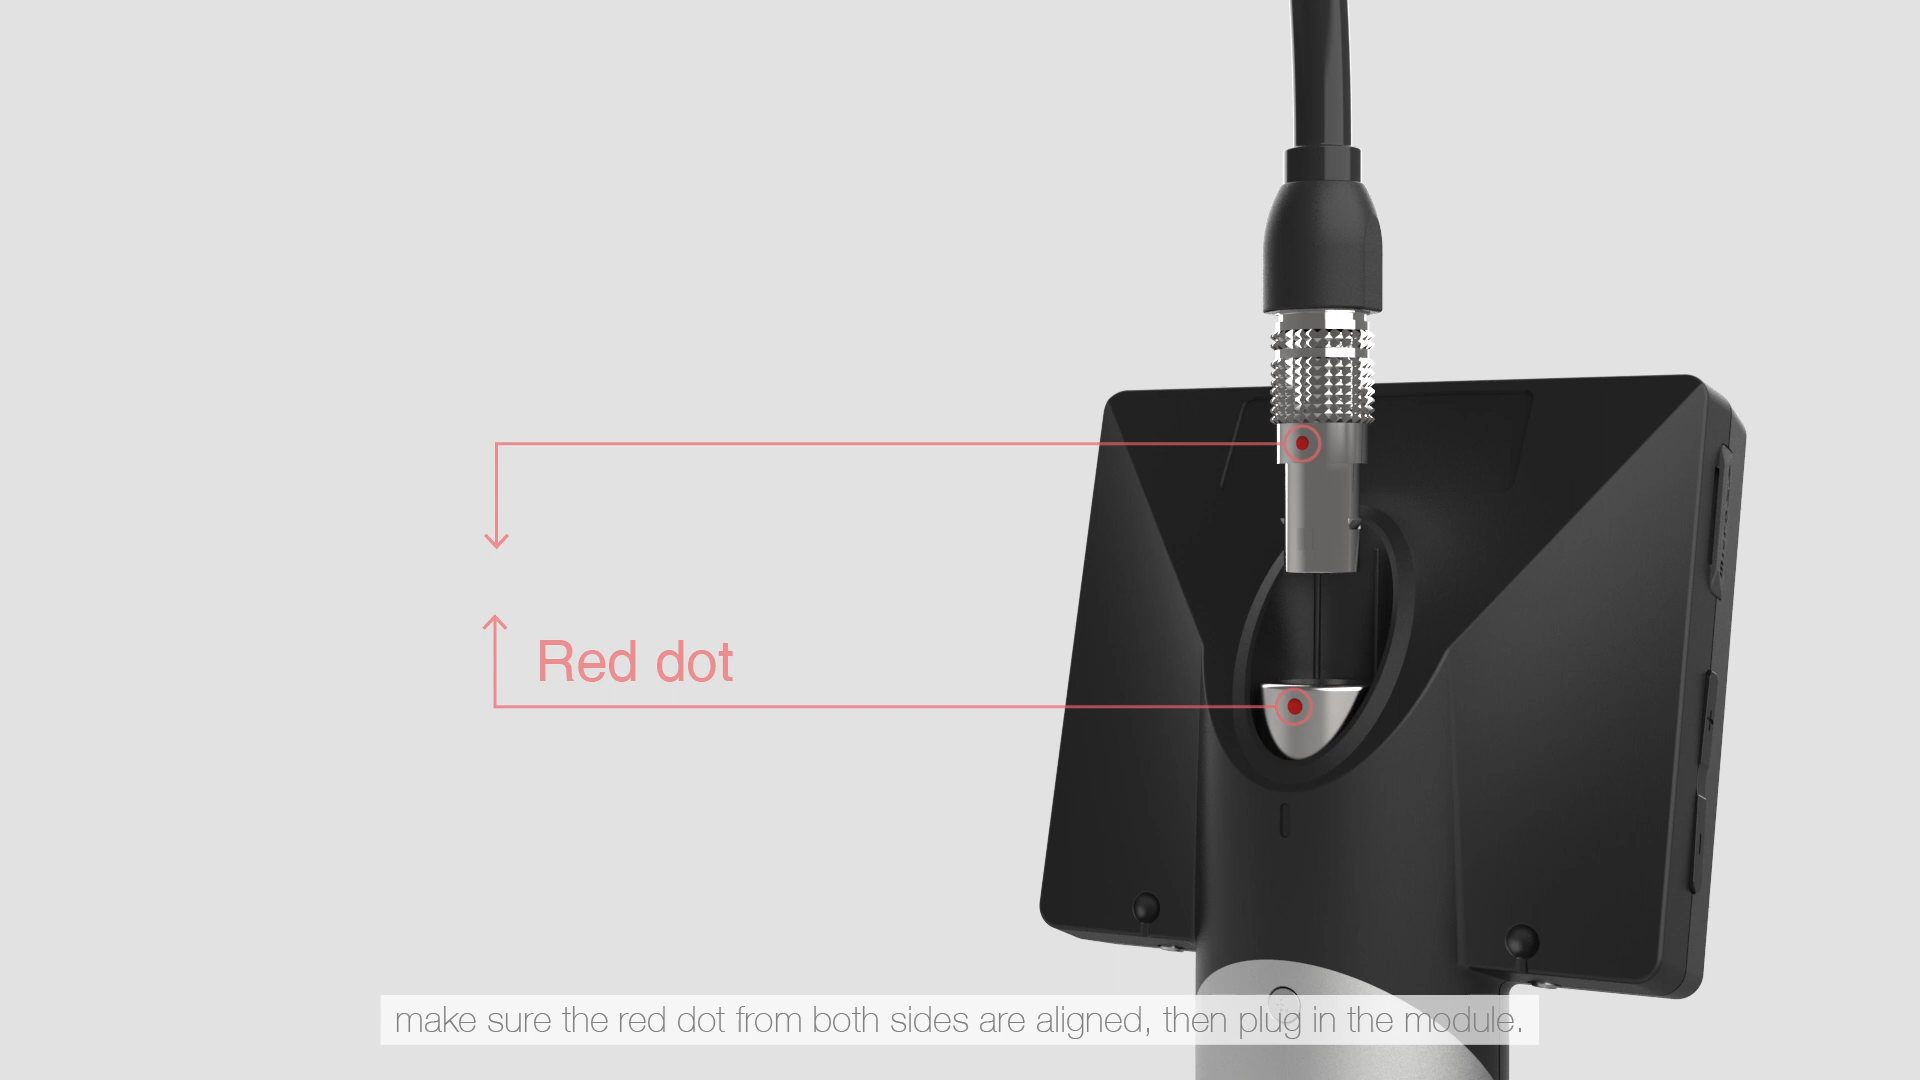 Red dot
make sure the red dot from both sides are aligned, then plug in the module.